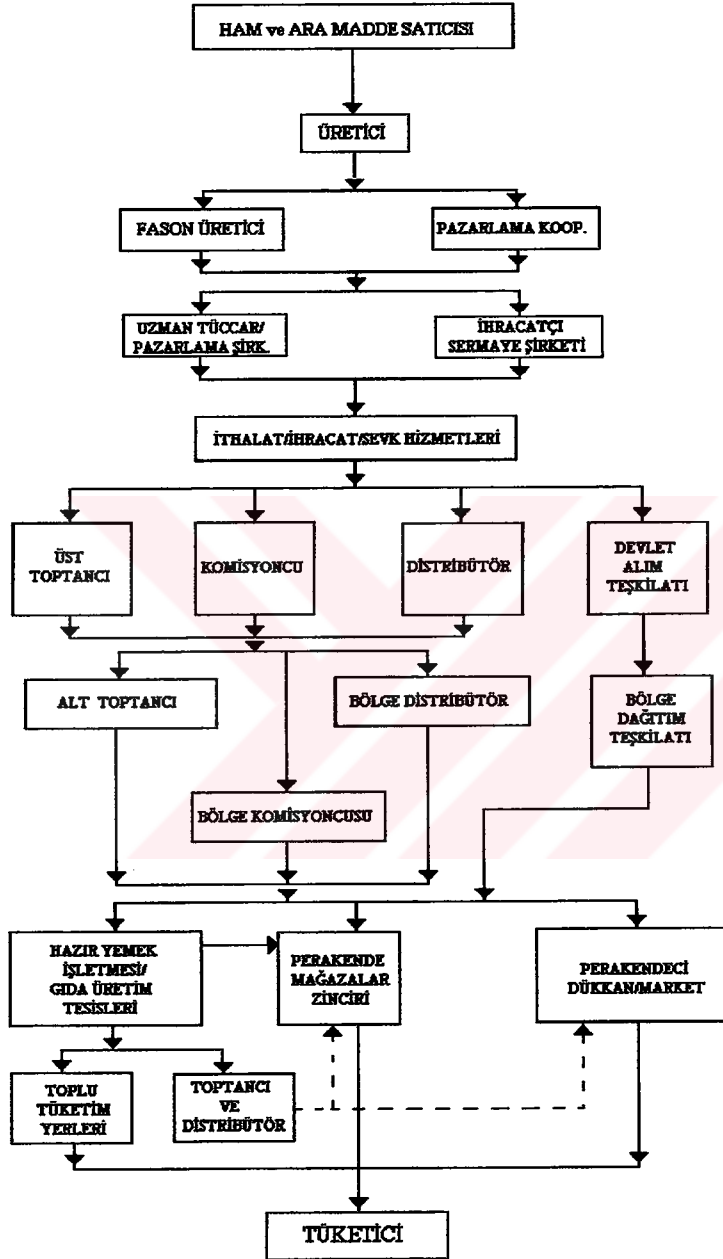 HAM ve ARA MADDE SATICISI
ÜRETİCİ
FASON ÜRETİCİ
PAZARLAMA KOOP.
UZMAN TÜCCAR/
PAZARLAMA ŞİRK.
İHRACATÇI
SERMAYE ŞİRKETİ
İTHALAT/İHRACAT/SEVK HİZMETLERİ
ÜST
TOPTANCI
KOMİSYONCU
DİSTRİBÜTÖR
DEVLET
ALIM
TEŞKİLATI
ALT TOPTANCI
BÖLGE DİSTRİBÜTÖR
BÖLGE
DAĞITIM
TEŞKİLATI
BÖLGE KOMİSYONCUSU
HAZIR YEMEK
İŞLETMESİ/
GIDA ÜRETİM
TESİSLERİ
PERAKENDE
MAĞAZALAR
ZİNCİRİ
PERAKENDECİ
DÜKKAN/MARKET
TOPLU
TÜKETİM
YERLERİ
TOPTANCI
VE
DİSTRİBÜTÖR
TÜKETİCİ